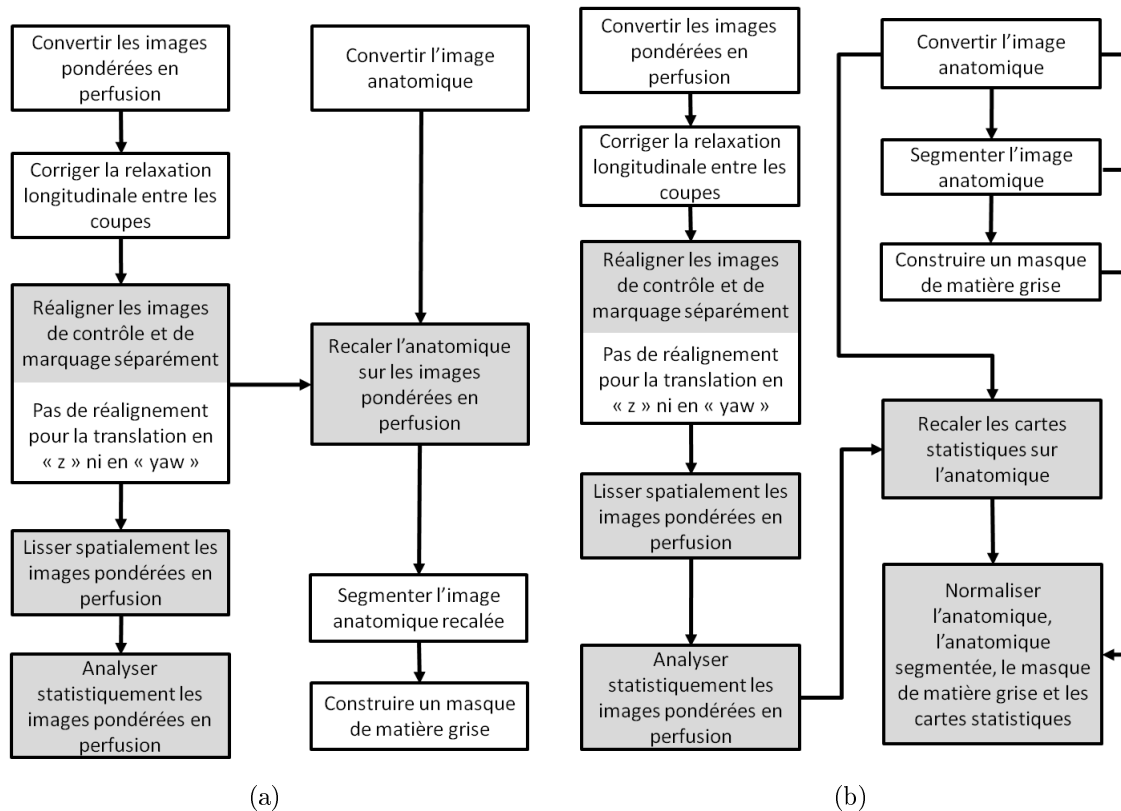 Convertir les images
pondérées en
perfusion
Corriger la relaxation
longitudinale entre les
coupes
Réaligner les images
de contrôle et de
marquage séparément
Pas de réalignement
pour la translation en
« z » ni en « yaw »
Lisser spatialement les
images pondérées en
perfusion
Analyser
statistiquement les
images pondérées en
perfusion
Convertir l'image
anatomique
Recaler l'anatomique
sur les images
pondérées en
perfusion
Segmenter l'image
anatomique recalée
Construire un masque
de matière grise
(a)
Convertir les images
pondérées en
perfusion
Corriger la relaxation
longitudinale entre les
coupes
Réaligner les images
de contrôle et de
marquage séparément
Pas de réalignement
pour la translation en
« z » ni en « yaw »
Lisser spatialement les
images pondérées en
perfusion
Analyser
statistiquement les
images pondérées en
perfusion
Convertir l'image
anatomique
Segmenter l'image
anatomique
Construire un masque
de matière grise
Recaler les cartes
statistiques sur
l'anatomique
Normaliser
l'anatomique,
l'anatomique
segmentée, le masque
de matière grise et les
cartes statistiques
(b)